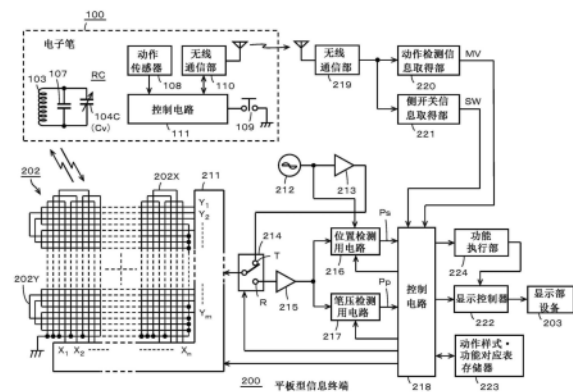 100
电子笔
103
107
RC
104C
(Cv)
动作
传感器
108
无线
通信部
110
控制电路
111
109
无线
通信部
219
动作检测信
息取得部
220
MV
侧开关信
息取得部
221
SW
202
202X
211
Y₁
Y₂
Yₘ
202Y
X₁ X₂ Xₙ
212
213
214
T
R
215
位置检测
用电路
216
Ps
笔压检测
用电路
217
Pp
控制
电路
218
功能
执行部
224
显示控制器
222
显示部
设备
203
动作样式·
功能对应表
存储器
223
200 平板型信息终端